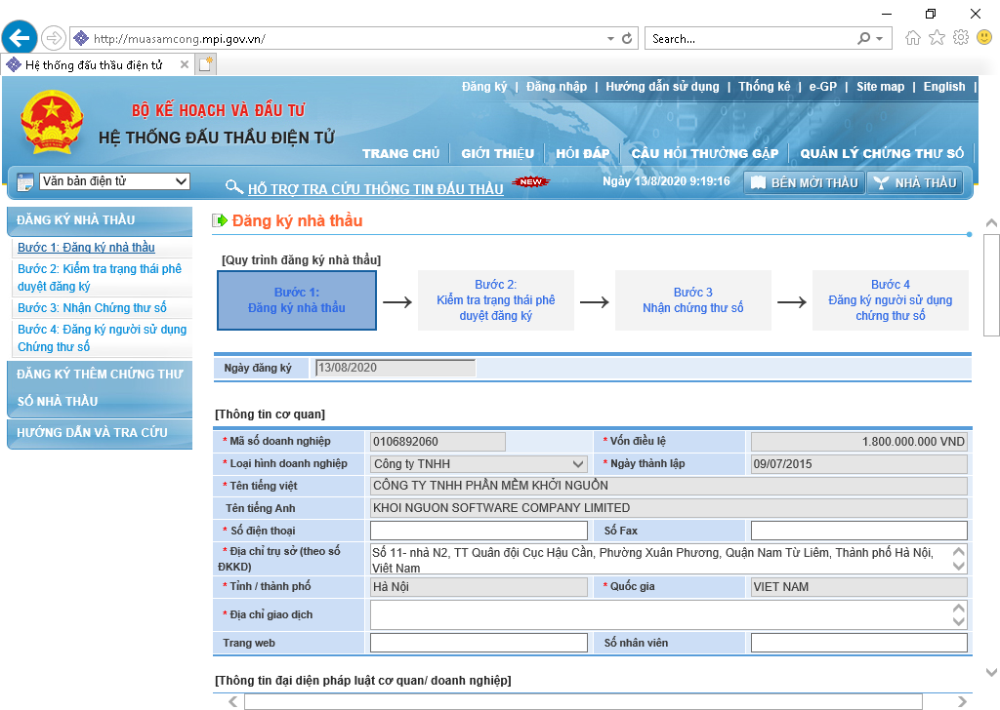 http://muasamcong.mpi.gov.vn/
Search...
Hệ thống đấu thầu điện tử
Đăng ký | Đăng nhập | Hướng dẫn sử dụng | Thống kê | e-GP | Site map | English |
BỘ KẾ HOẠCH VÀ ĐẦU TƯ
HỆ THỐNG ĐẤU THẦU ĐIỆN TỬ
TRANG CHỦ | GIỚI THIỆU | HỎI ĐÁP | CÂU HỎI THƯỜNG GẶP | QUẢN LÝ CHỨNG THƯ SỐ
Văn bản điện tử
HỖ TRỢ TRA CỨU THÔNG TIN ĐẤU THẦU
NEW
Ngày 13/8/2020 9:19:16
BÊN MỜI THẦU
NHÀ THẦU
ĐĂNG KÝ NHÀ THẦU
Bước 1: Đăng ký nhà thầu
Bước 2: Kiểm tra trạng thái phê
duyệt đăng ký
Bước 3: Nhận Chứng thư số
Bước 4: Đăng ký người sử dụng
Chứng thư số
ĐĂNG KÝ THÊM CHỨNG THƯ
SỐ NHÀ THẦU
HƯỚNG DẪN VÀ TRA CỨU
Đăng ký nhà thầu
[Quy trình đăng ký nhà thầu]
Bước 1:
Đăng ký nhà thầu
Bước 2:
Kiểm tra trạng thái phê
duyệt đăng ký
Bước 3
Nhận chứng thư số
Bước 4
Đăng ký người sử dụng
chứng thư số
Ngày đăng ký 13/08/2020
[Thông tin cơ quan]
* Mã số doanh nghiệp 0106892060 * Vốn điều lệ 1.800.000.000 VND
* Loại hình doanh nghiệp Công ty TNHH * Ngày thành lập 09/07/2015
* Tên tiếng việt CÔNG TY TNHH PHẦN MỀM KHỞI NGUỒN
Tên tiếng Anh KHOI NGUON SOFTWARE COMPANY LIMITED
* Số điện thoại Số Fax
* Địa chỉ trụ sở (theo số
ĐKKD)
Số 11- nhà N2, TT Quân đội Cục Hậu Cần, Phường Xuân Phương, Quận Nam Từ Liêm, Thành phố Hà Nội,
Việt Nam
* Tỉnh / thành phố Hà Nội * Quốc gia VIET NAM
* Địa chỉ giao dịch
Trang web Số nhân viên
[Thông tin đại diện pháp luật cơ quan/ doanh nghiệp]